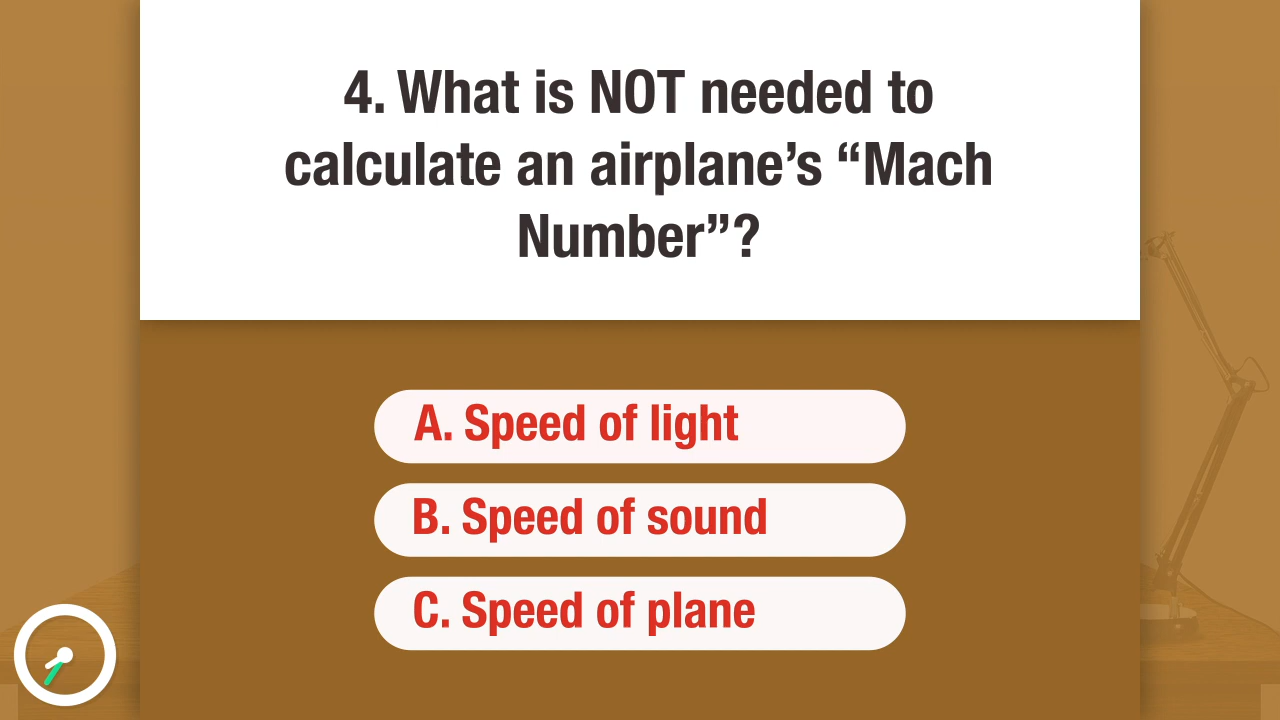 4. What is NOT needed to
calculate an airplane’s “Mach
Number”?
A. Speed of light
B. Speed of sound
C. Speed of plane